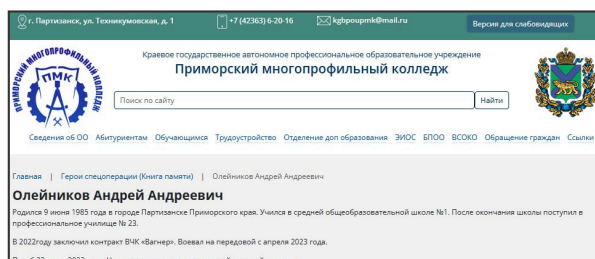 г. Партизанск, ул. Техникумовская, д. 1
+7 (42363) 6-20-16
kgbpoupmk@mail.ru
Версия для слабовидящих
ПРИМОРСКИЙ МНОГОПРОФИЛЬНЫЙ КОЛЛЕДЖ
ПМК
Краевое государственное автономное профессиональное образовательное учреждение
Приморский многопрофильный колледж
Поиск по сайту
Найти
Сведения об ОО Абитуриентам Обучающимся Трудоустройство Отделение доп образования ЭИОС БПОО ВСОКО Обращение граждан Ссылки
Главная | Герои спецоперации (Книга памяти) | Олейников Андрей Андреевич
Олейников Андрей Андреевич
Родился 9 июня 1985 года в городе Партизанске Приморского края. Учился в средней общеобразовательной школе №1. После окончания школы поступил в
профессиональное училище № 23.
В 2022году заключил контракт ВЧК «Вагнер». Воевал на передовой с апреля 2023 года.